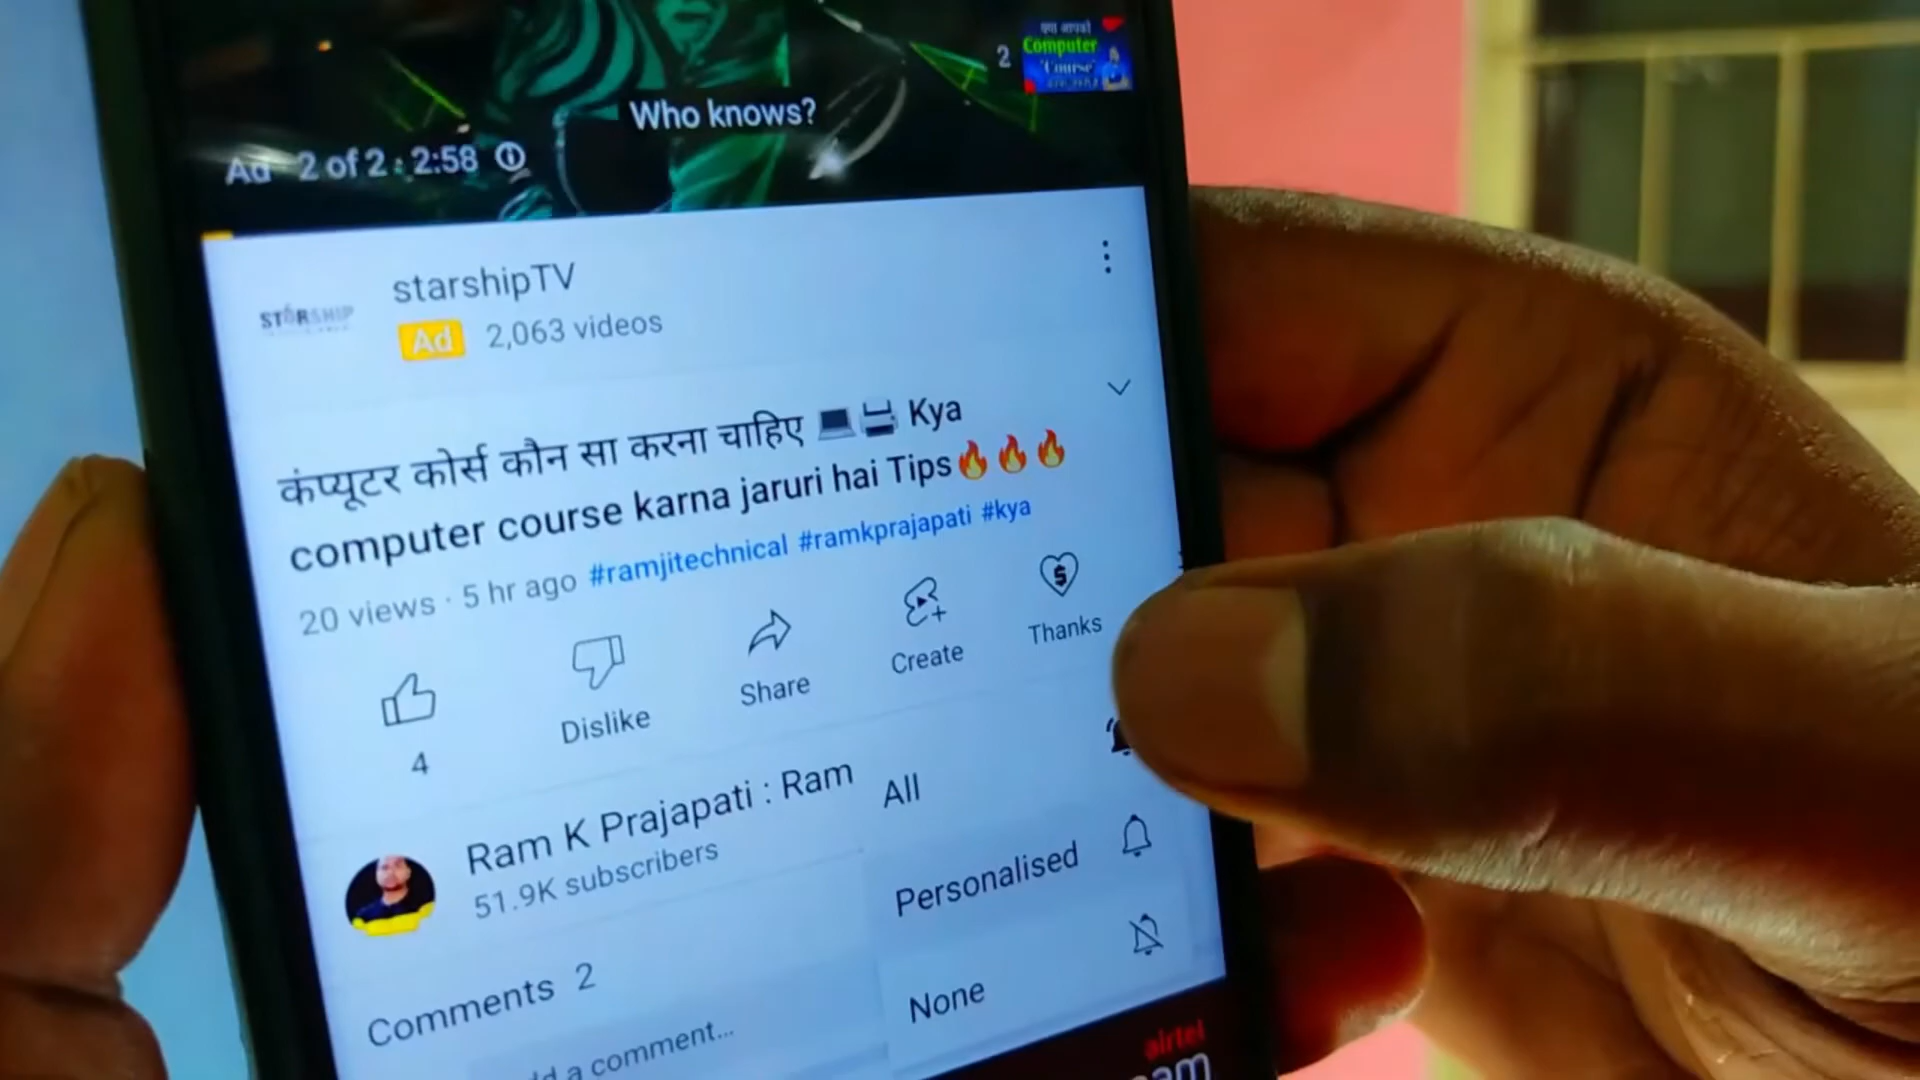 Who knows?
2
क्या आपको
Computer
Course
Ad 2 of 2 : 2:58
STARSHIP
starshipTV
Ad 2,063 videos
कंप्यूटर कोर्स कौन सा करना चाहिए 💻🖨 Kya
computer course karna jaruri hai Tips🔥🔥🔥
20 views · 5 hr ago #ramjitechnical #ramkprajapati #kya
4
Dislike
Share
Create
Thanks
Ram K Prajapati : Ram
51.9K subscribers
All
Personalised
None
Comments 2
d a comment...
airtel